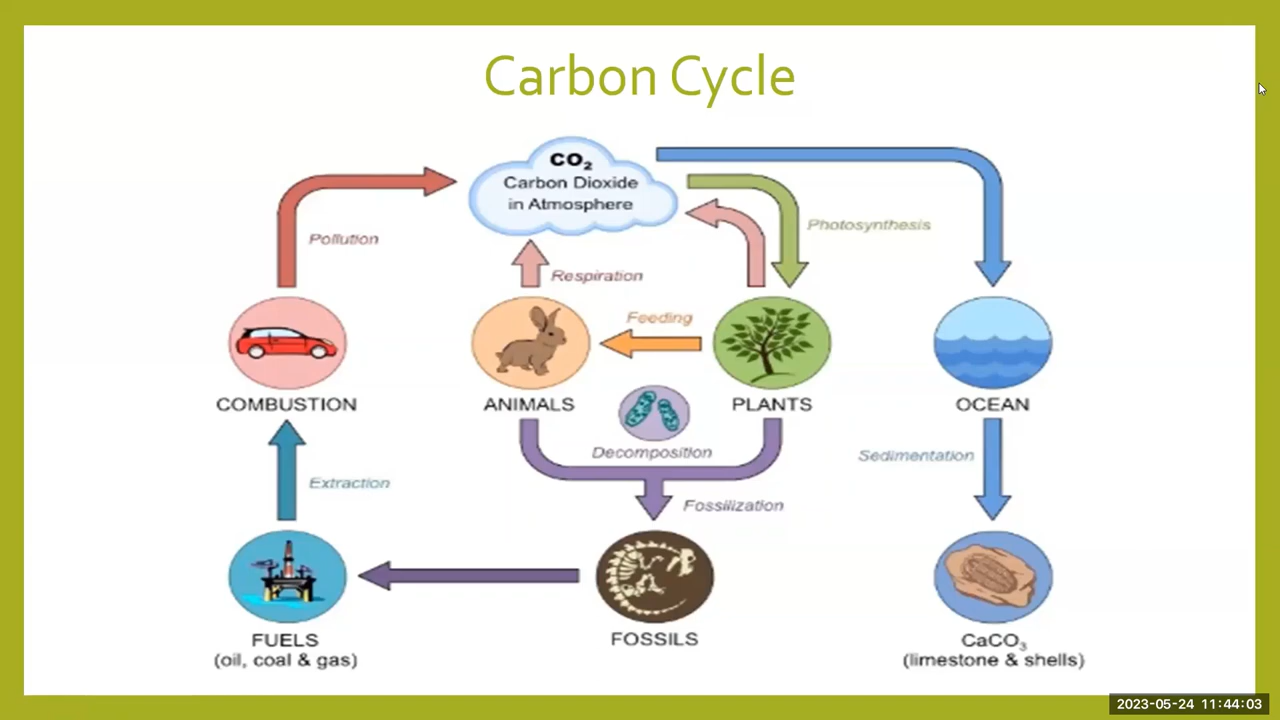 Carbon Cycle
CO₂
Carbon Dioxide
in Atmosphere
Pollution
Respiration
Photosynthesis
Feeding
COMBUSTION
ANIMALS
PLANTS
OCEAN
Decomposition
Sedimentation
Extraction
Fossilization
FUELS
(oil, coal & gas)
FOSSILS
CaCO₃
(limestone & shells)
2023-05-24 11:44:03